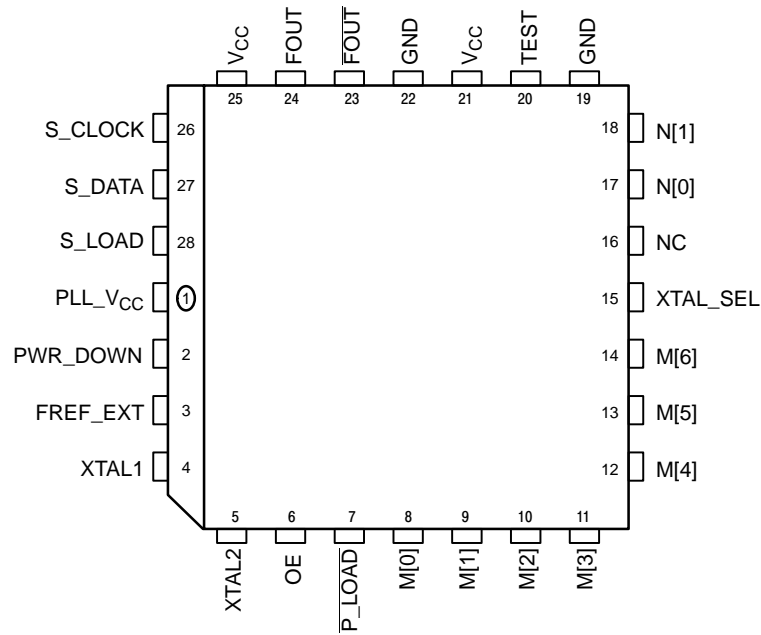 VCC
FOUT
F̅O̅U̅T̅
GND
VCC
TEST
GND
25 24 23 22 21 20 19
S_CLOCK 26 18 N[1]
S_DATA 27 17 N[0]
S_LOAD 28 16 NC
PLL_VCC 1 15 XTAL_SEL
PWR_DOWN 2 14 M[6]
FREF_EXT 3 13 M[5]
XTAL1 4 12 M[4]
5 6 7 8 9 10 11
XTAL2
OE
P̅_̅L̅O̅A̅D̅
M[0]
M[1]
M[2]
M[3]